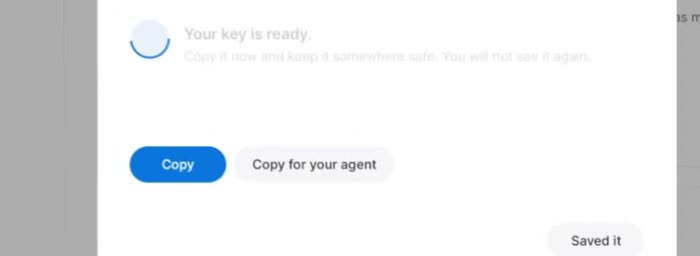 Your key is ready.
Copy it now and keep it somewhere safe. You will not see it again.
Copy
Copy for your agent
Saved it